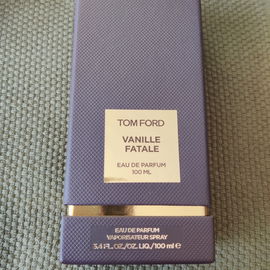 TOM FORD
VANILLE
FATALE
EAU DE PARFUM
100 ML
EAU DE PARFUM
VAPORISATEUR SPRAY
3.4 FL.OZ./OZ. LIQ./100 ml ℮